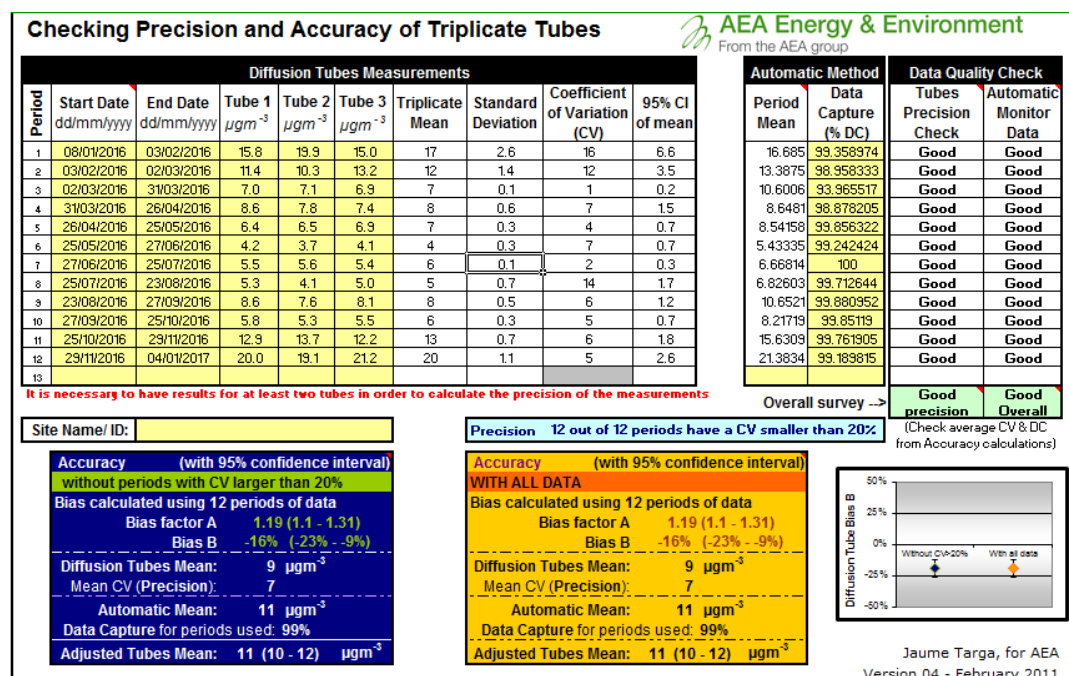 Checking Precision and Accuracy of Triplicate Tubes
AEA Energy & Environment
From the AEA group
Diffusion Tubes Measurements
Automatic Method
Data Quality Check
Period
Start Date dd/mm/yyyy
End Date dd/mm/yyyy
Tube 1 µgm-3
Tube 2 µgm-3
Tube 3 µgm-3
Triplicate Mean
Standard Deviation
Coefficient of Variation (CV)
95% CI of mean
Period Mean
Data Capture (% DC)
Tubes Precision Check
Automatic Monitor Data
1 08/01/2016 03/02/2016 15.8 19.9 15.0 17 2.6 16 6.6 16.685 99.358974 Good Good
2 03/02/2016 02/03/2016 11.4 10.3 13.2 12 1.4 12 3.5 13.3875 98.958333 Good Good
3 02/03/2016 31/03/2016 7.0 7.1 6.9 7 0.1 1 0.2 10.6006 93.965517 Good Good
4 31/03/2016 26/04/2016 8.6 7.8 7.4 8 0.6 7 1.5 8.6481 98.878205 Good Good
5 26/04/2016 25/05/2016 6.4 6.5 6.9 7 0.3 4 0.7 8.54158 99.856322 Good Good
6 25/05/2016 27/06/2016 4.2 3.7 4.1 4 0.3 7 0.7 5.43335 99.242424 Good Good
7 27/06/2016 25/07/2016 5.5 5.6 5.4 6 0.1 2 0.3 6.66814 100 Good Good
8 25/07/2016 23/08/2016 5.3 4.1 5.0 5 0.7 14 1.7 6.82603 99.712644 Good Good
9 23/08/2016 27/09/2016 8.6 7.6 8.1 8 0.5 6 1.2 10.6521 99.880952 Good Good
10 27/09/2016 25/10/2016 5.8 5.3 5.5 6 0.3 5 0.7 8.21719 99.85119 Good Good
11 25/10/2016 29/11/2016 12.9 13.7 12.2 13 0.7 6 1.8 15.6309 99.761905 Good Good
12 29/11/2016 04/01/2017 20.0 19.1 21.2 20 1.1 5 2.6 21.3834 99.189815 Good Good
13
It is necessary to have results for at least two tubes in order to calculate the precision of the measurements
Overall survey -->
Good precision
Good Overall
Site Name/ ID:
Precision 12 out of 12 periods have a CV smaller than 20%
(Check average CV & DC
from Accuracy calculations)
Accuracy (with 95% confidence interval)
without periods with CV larger than 20%
Bias calculated using 12 periods of data
Bias factor A 1.19 (1.1 - 1.31)
Bias B -16% (-23% - -9%)
Diffusion Tubes Mean: 9 µgm-3
Mean CV (Precision): 7
Automatic Mean: 11 µgm-3
Data Capture for periods used: 99%
Adjusted Tubes Mean: 11 (10 - 12) µgm-3
Accuracy (with 95% confidence interval)
WITH ALL DATA
Bias calculated using 12 periods of data
Bias factor A 1.19 (1.1 - 1.31)
Bias B -16% (-23% - -9%)
Diffusion Tubes Mean: 9 µgm-3
Mean CV (Precision): 7
Automatic Mean: 11 µgm-3
Data Capture for periods used: 99%
Adjusted Tubes Mean: 11 (10 - 12) µgm-3
Diffusion Tube Bias B
50%
25%
0%
-25%
-50%
Without CV>20%
With all data
Jaume Targa, for AEA
Version 04 - February 2011